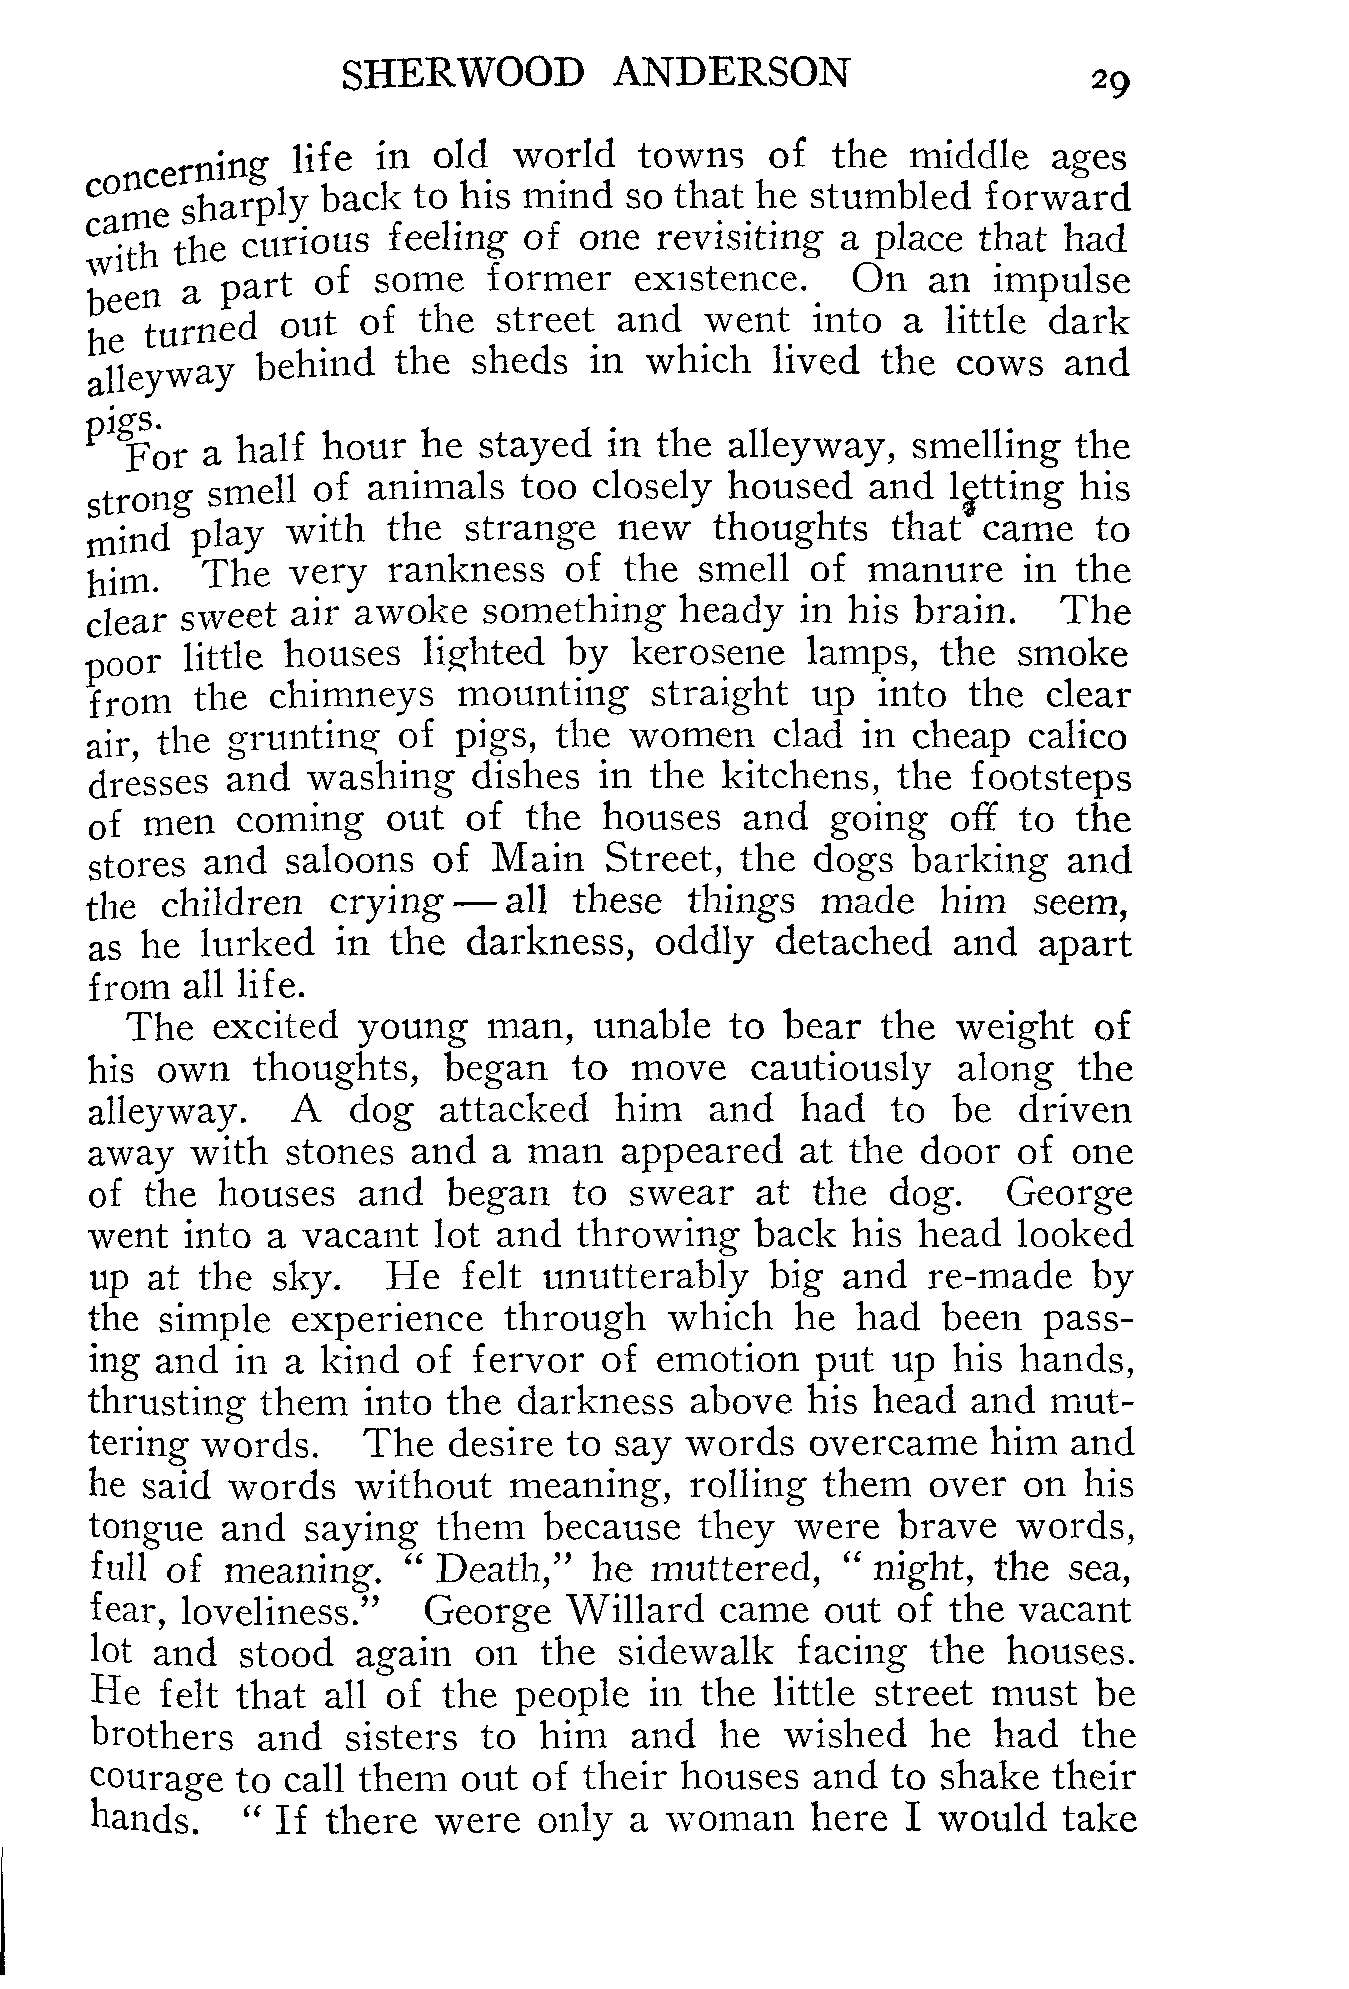 SHERWOOD ANDERSON 29
concerning life in old world towns of the middle ages
came sharply back to his mind so that he stumbled forward
with the curious feeling of one revisiting a place that had
been a part of some former existence. On an impulse
he turned out of the street and went into a little dark
alleyway behind the sheds in which lived the cows and
pigs.
For a half hour he stayed in the alleyway, smelling the
strong smell of animals too closely housed and letting his
mind play with the strange new thoughts that came to
him. The very rankness of the smell of manure in the
clear sweet air awoke something heady in his brain. The
poor little houses lighted by kerosene lamps, the smoke
from the chimneys mounting straight up into the clear
air, the grunting of pigs, the women clad in cheap calico
dresses and washing dishes in the kitchens, the footsteps
of men coming out of the houses and going off to the
stores and saloons of Main Street, the dogs barking and
the children crying — all these things made him seem,
as he lurked in the darkness, oddly detached and apart
from all life.
The excited young man, unable to bear the weight of
his own thoughts, began to move cautiously along the
alleyway. A dog attacked him and had to be driven
away with stones and a man appeared at the door of one
of the houses and began to swear at the dog. George
went into a vacant lot and throwing back his head looked
up at the sky. He felt unutterably big and re-made by
the simple experience through which he had been pass-
ing and in a kind of fervor of emotion put up his hands,
thrusting them into the darkness above his head and mut-
tering words. The desire to say words overcame him and
he said words without meaning, rolling them over on his
tongue and saying them because they were brave words,
full of meaning. “ Death,” he muttered, “ night, the sea,
fear, loveliness.” George Willard came out of the vacant
lot and stood again on the sidewalk facing the houses.
He felt that all of the people in the little street must be
brothers and sisters to him and he wished he had the
courage to call them out of their houses and to shake their
hands. “ If there were only a woman here I would take